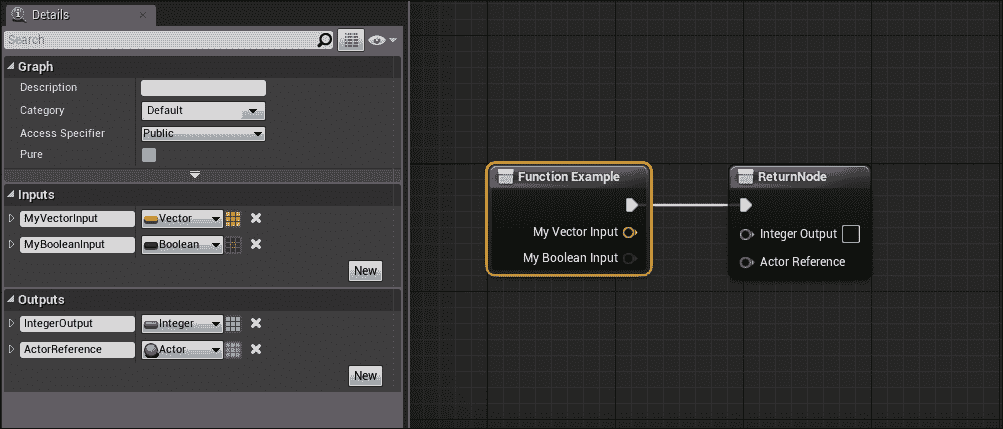 Details
Search
Graph
Description
Category Default
Access Specifier Public
Pure
Inputs
MyVectorInput Vector
MyBooleanInput Boolean
New
Outputs
IntegerOutput Integer
ActorReference Actor
New
Function Example
My Vector Input
My Boolean Input
ReturnNode
Integer Output
Actor Reference